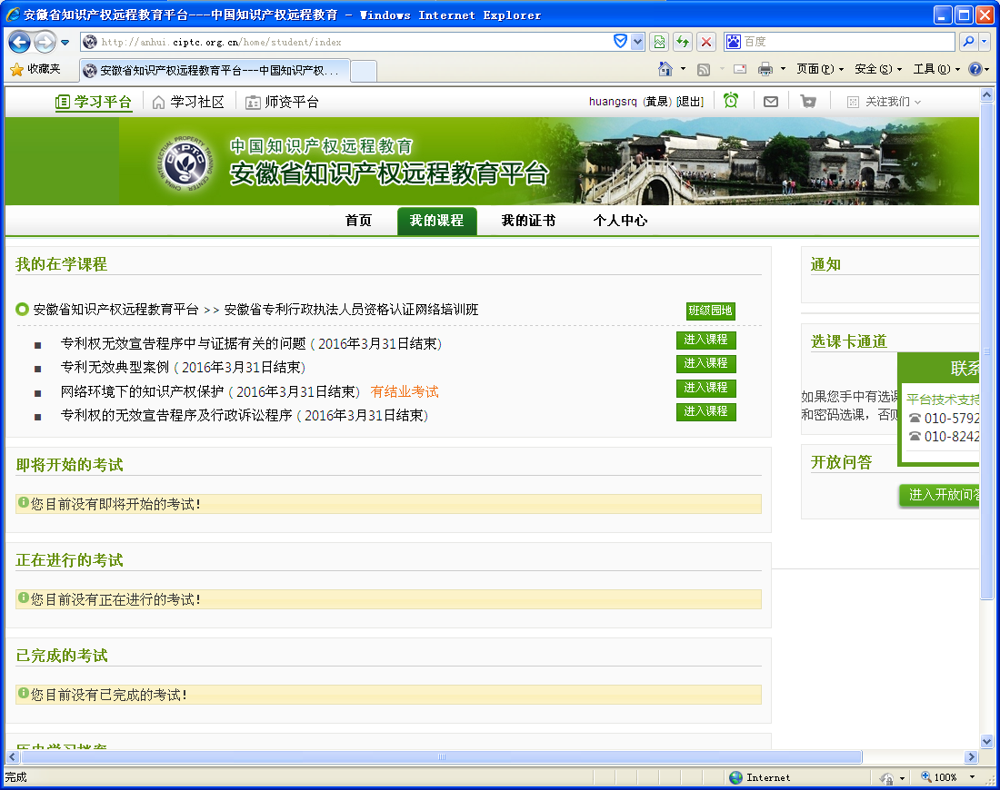 安徽省知识产权远程教育平台---中国知识产权远程教育 - Windows Internet Explorer
http://anhui.ciptc.org.cn/home/student/index
百度
收藏夹
安徽省知识产权远程教育平台---中国知识产权...
页面(P) 安全(S) 工具(O)
学习平台 学习社区 师资平台 huangsrq (黄晟) [退出] 关注我们
INTELLECTUAL PROPERTY TRAINING
CIPTC
CHINA CENTER
中国知识产权远程教育
安徽省知识产权远程教育平台
首页 我的课程 我的证书 个人中心
我的在学课程
安徽省知识产权远程教育平台 >> 安徽省专利行政执法人员资格认证网络培训班 班级园地
专利权无效宣告程序中与证据有关的问题 ( 2016年3月31日结束) 进入课程
专利无效典型案例 ( 2016年3月31日结束) 进入课程
网络环境下的知识产权保护 ( 2016年3月31日结束) 有结业考试 进入课程
专利权的无效宣告程序及行政诉讼程序 ( 2016年3月31日结束) 进入课程
即将开始的考试
您目前没有即将开始的考试!
正在进行的考试
您目前没有正在进行的考试!
已完成的考试
您目前没有已完成的考试!
历史学习档案
通知
选课卡通道
如果您手中有选课
和密码选课，否则
联系
平台技术支持
010-5792
010-8242
开放问答
进入开放问答
完成 Internet 100%